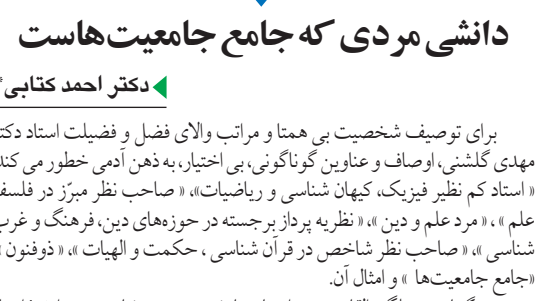 دانشی مردی که جامع جامعیت‌هاست
دکتر احمد کتابی*
برای توصیف شخصیت بی همتا و مراتب والای فضل و فضیلت استاد دکتر
مهدی گلشنی، اوصاف و عناوین گوناگونی، بی اختیار، به ذهن آدمی خطور می کند:
« استاد کم نظیر فیزیک، کیهان شناسی و ریاضیات»، « صاحب نظر مبرّز در فلسفه
علم » ، « مرد علم و دین »، « نظریه پرداز برجسته در حوزه‌های دین، فرهنگ و غرب
شناسی »، « صاحب نظر شاخص در قرآن شناسی ، حکمت و الهیات »، « ذوفنون »
«جامع جامعیت‌ها » و امثال آن.